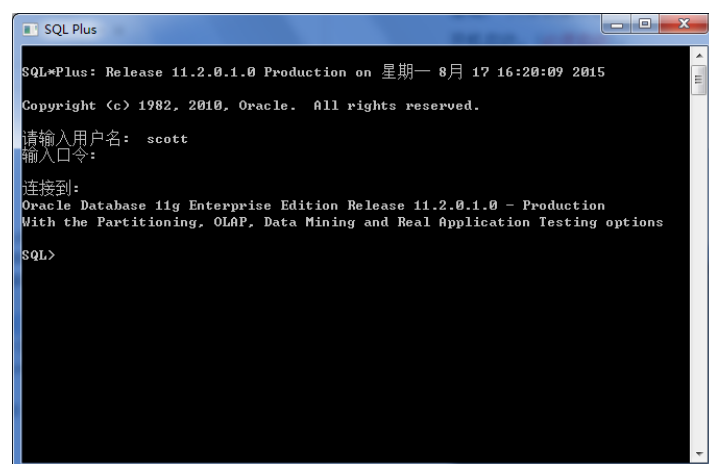 SQL Plus
SQL*Plus: Release 11.2.0.1.0 Production on 星期一 8月 17 16:20:09 2015
Copyright (c) 1982, 2010, Oracle.  All rights reserved.
请输入用户名:  scott
输入口令:
连接到:
Oracle Database 11g Enterprise Edition Release 11.2.0.1.0 - Production
With the Partitioning, OLAP, Data Mining and Real Application Testing options
SQL>